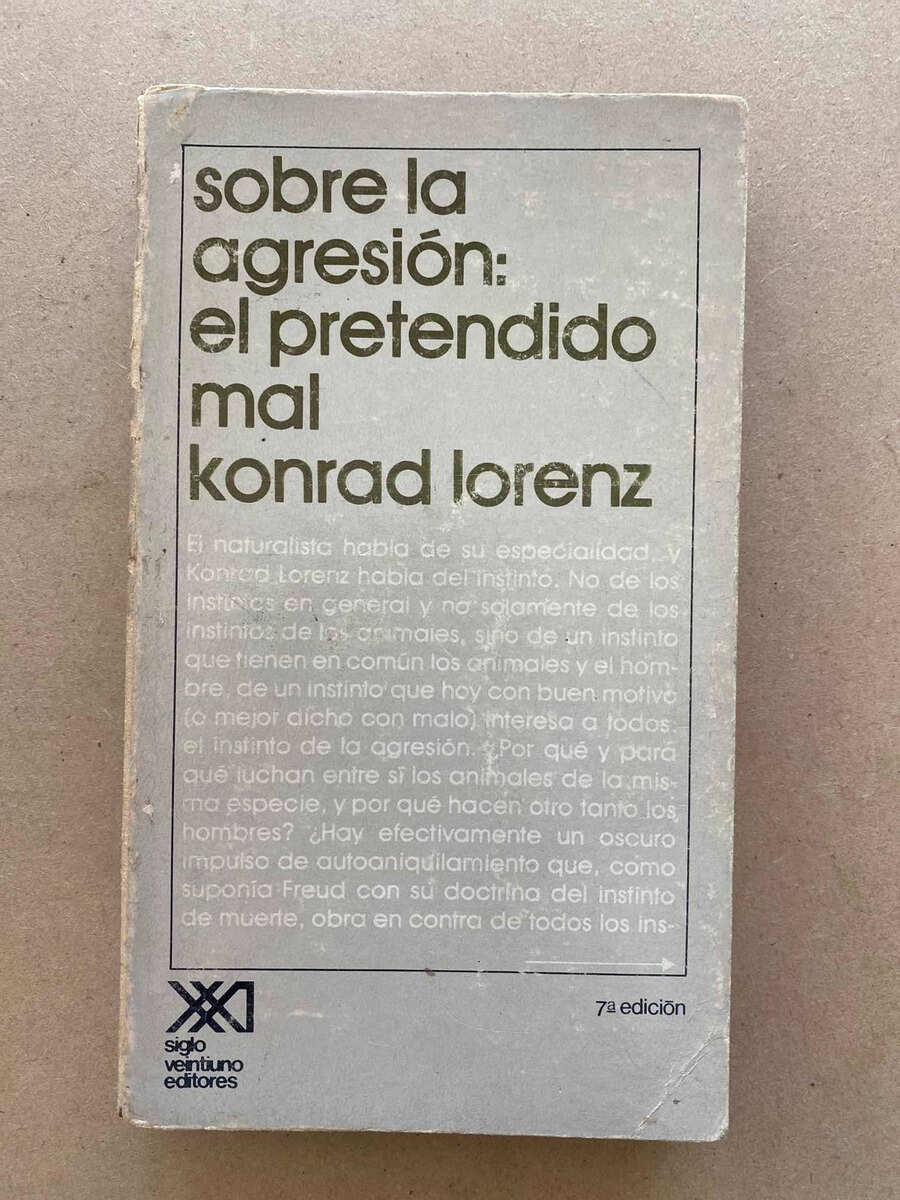 sobre la
agresión:
el pretendido
mal
konrad lorenz
El naturalista habla de su especialidad y
Konrad Lorenz habla del instinto. No de los
instintos en general y no solamente de los
instintos de los animales, sino de un instinto
que tienen en común los animales y el hom-
bre, de un instinto que hoy con buen motivo
(o mejor dicho con malo) interesa a todos,
el instinto de la agresión. ¿Por qué y para
qué luchan entre sí los animales de la mis-
ma especie, y por qué hacen otro tanto los
hombres? ¿Hay efectivamente un oscuro
impulso de autoaniquilamiento que, como
suponía Freud con su doctrina del instinto
de muerte, obra en contra de todos los ins-
7ª edición
siglo
veintiuno
editores